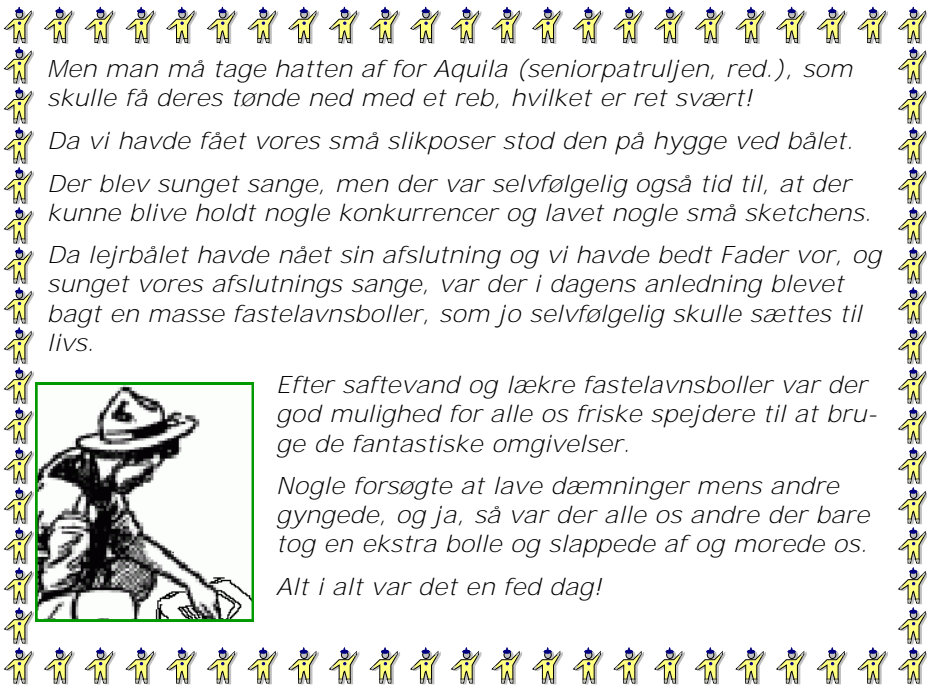 Men man må tage hatten af for Aquila (seniorpatruljen, red.), som
skulle få deres tønde ned med et reb, hvilket er ret svært!
Da vi havde fået vores små slikposer stod den på hygge ved bålet.
Der blev sunget sange, men der var selvfølgelig også tid til, at der
kunne blive holdt nogle konkurrencer og lavet nogle små sketchens.
Da lejrbålet havde nået sin afslutning og vi havde bedt Fader vor, og
sunget vores afslutnings sange, var der i dagens anledning blevet
bagt en masse fastelavnsboller, som jo selvfølgelig skulle sættes til
livs.
Efter saftevand og lækre fastelavnsboller var der
god mulighed for alle os friske spejdere til at bru-
ge de fantastiske omgivelser.
Nogle forsøgte at lave dæmninger mens andre
gyngede, og ja, så var der alle os andre der bare
tog en ekstra bolle og slappede af og morede os.
Alt i alt var det en fed dag!